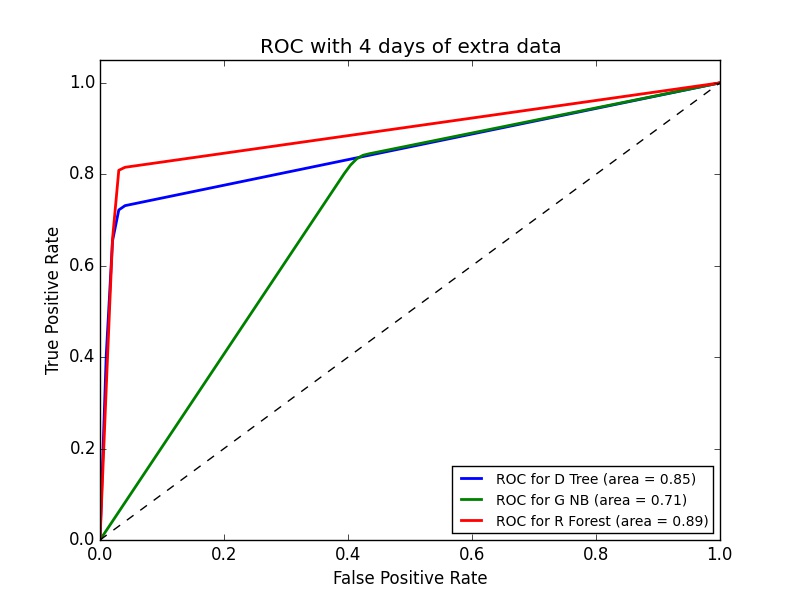 ROC with 4 days of extra data
True Positive Rate
1.0
0.8
0.6
0.4
0.2
0.0
0.0 0.2 0.4 0.6 0.8 1.0
False Positive Rate
ROC for D Tree (area = 0.85)
ROC for G NB (area = 0.71)
ROC for R Forest (area = 0.89)